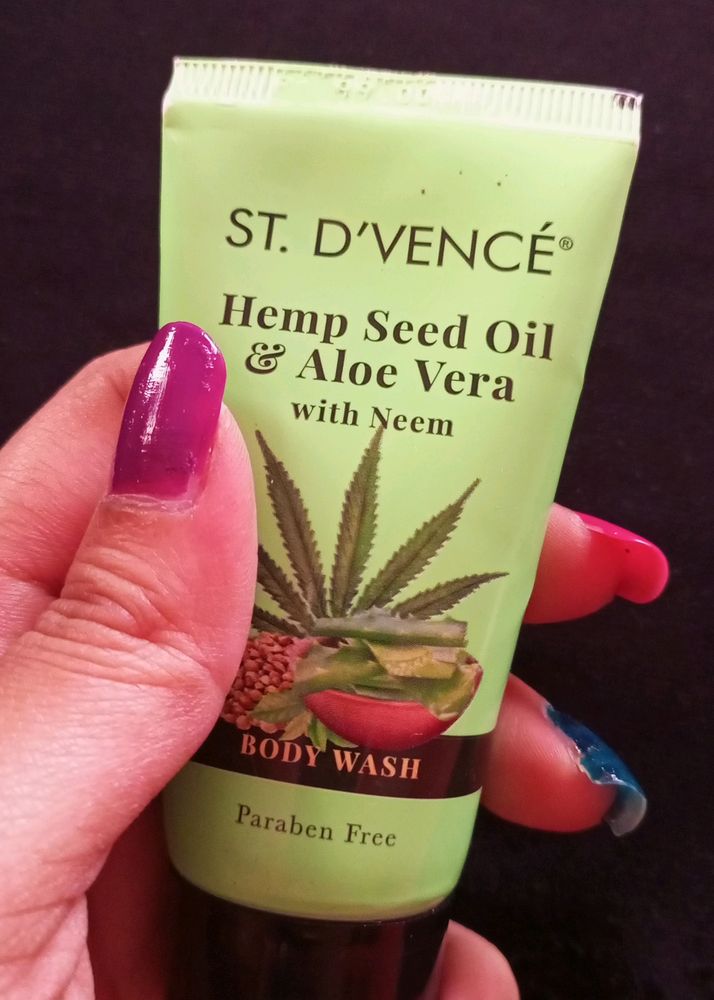 ST. D'VENCÉ®
Hemp Seed Oil
& Aloe Vera
with Neem
BODY WASH
Paraben Free